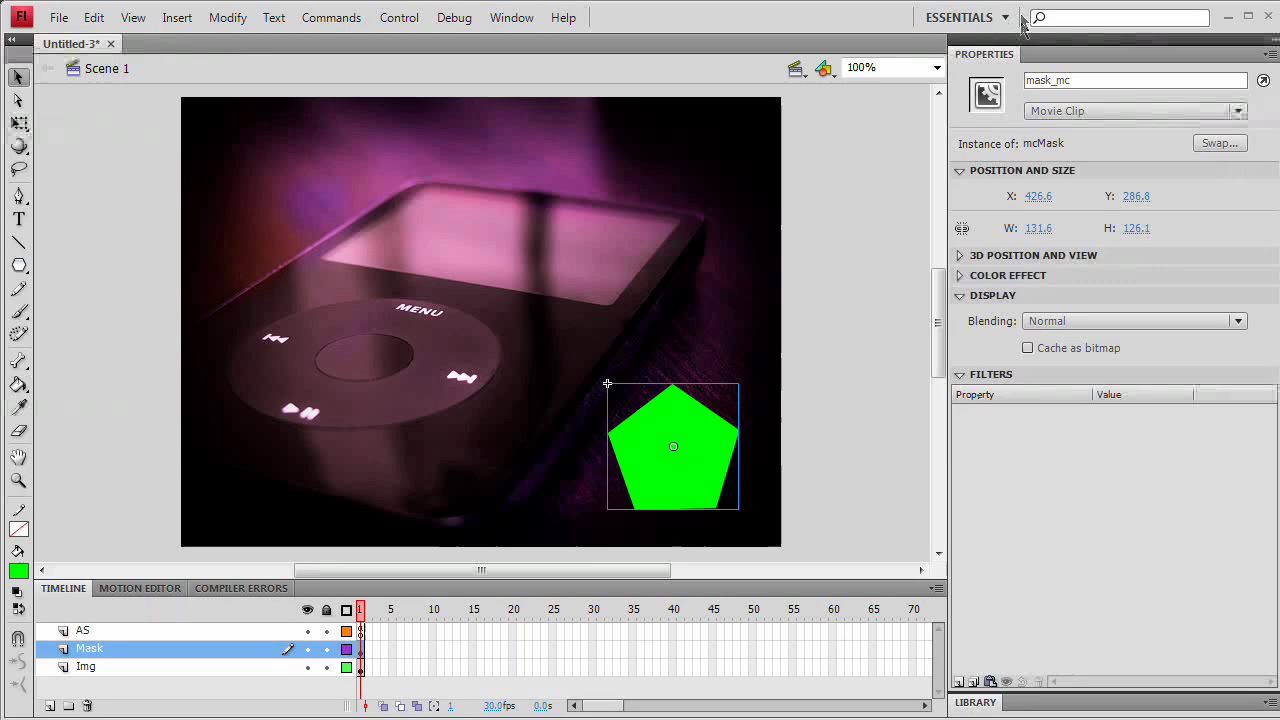 Fl File Edit View Insert Modify Text Commands Control Debug Window Help ESSENTIALS
Untitled-3*
Scene 1 100%
PROPERTIES
mask_mc
Movie Clip
Instance of: mcMask Swap...
POSITION AND SIZE
X: 426.6 Y: 286.8
W: 131.6 H: 126.1
3D POSITION AND VIEW
COLOR EFFECT
DISPLAY
Blending: Normal
Cache as bitmap
FILTERS
Property Value
MENU
T
TIMELINE MOTION EDITOR COMPILER ERRORS
1 5 10 15 20 25 30 35 40 45 50 55 60 65 70
AS
Mask
Img
1 30.0fps 0.0s
LIBRARY